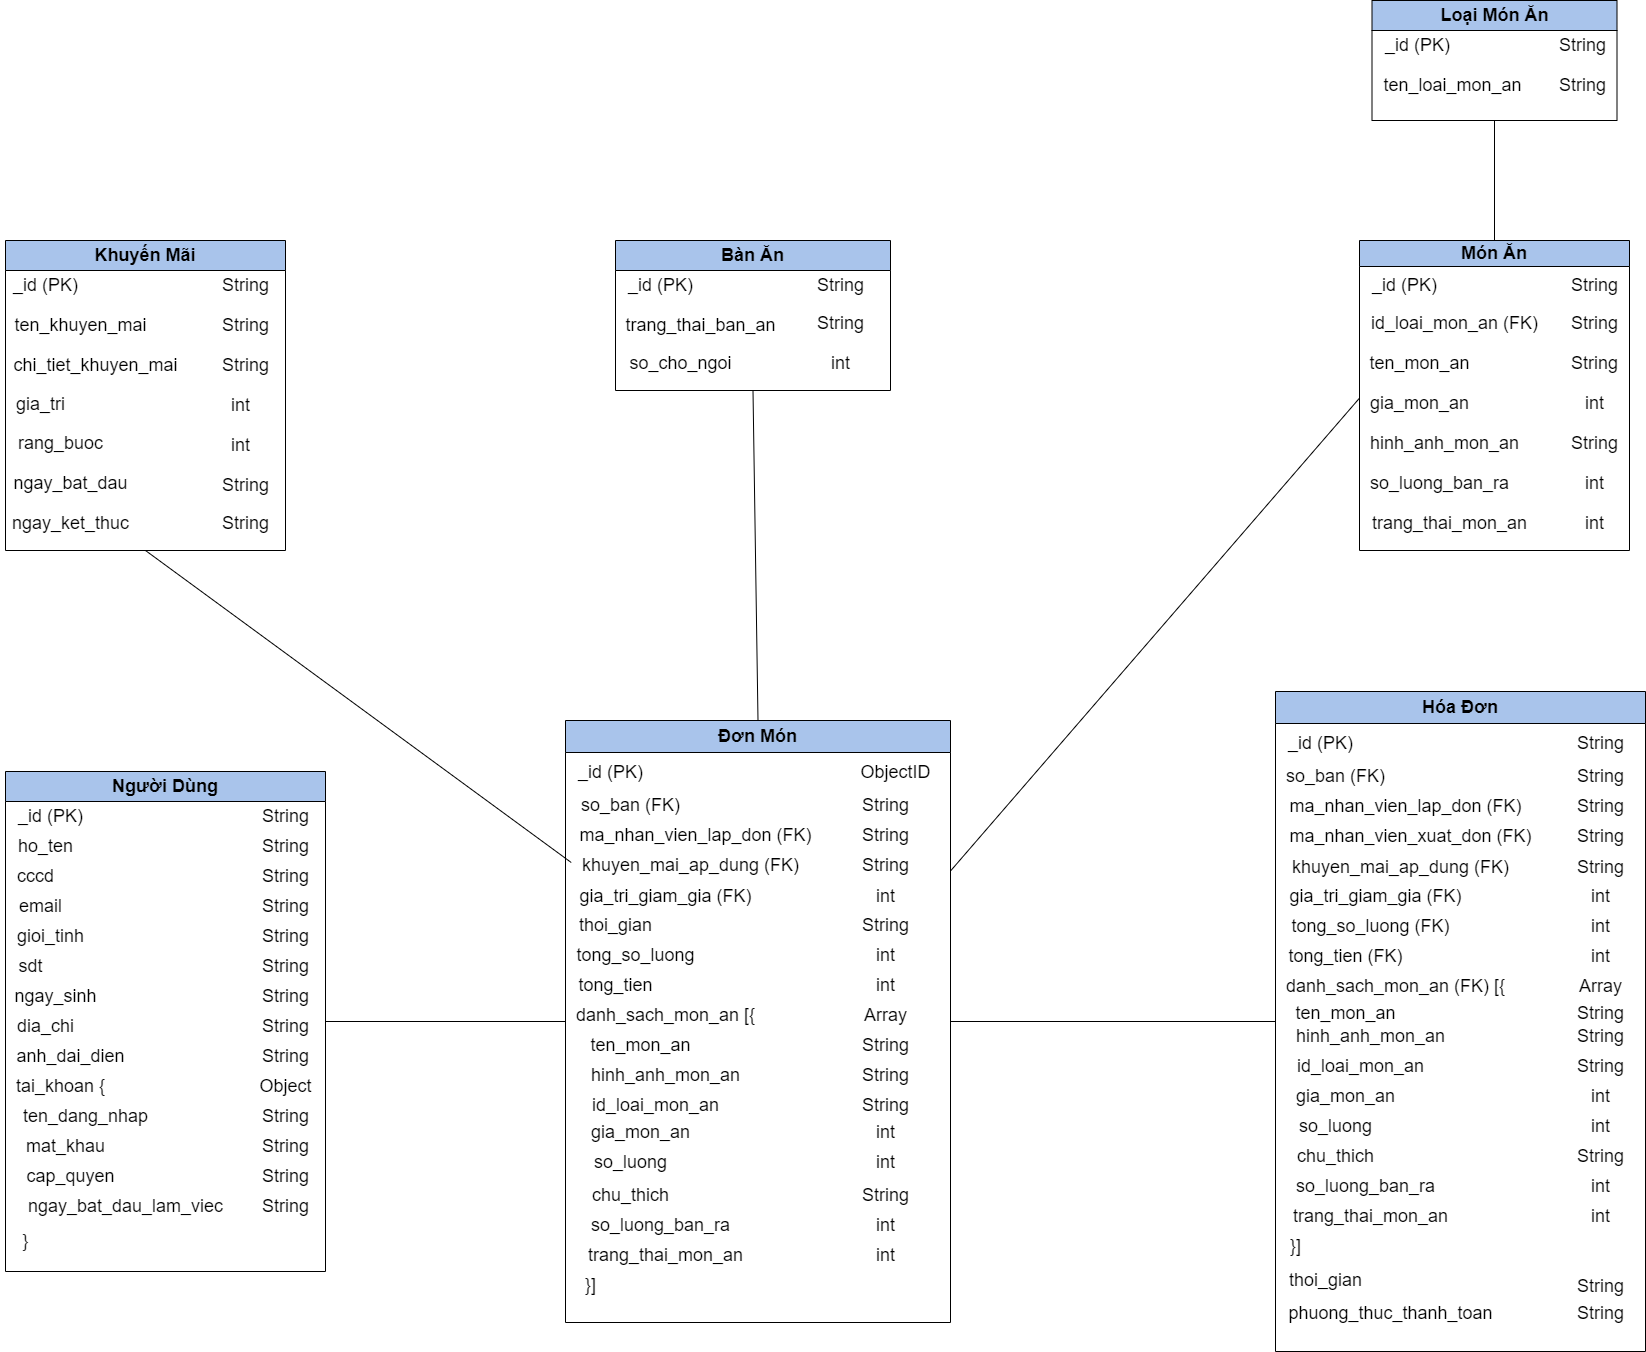 Loại Món Ăn
_id (PK) String
ten_loai_mon_an String
Khuyến Mãi
_id (PK) String
ten_khuyen_mai String
chi_tiet_khuyen_mai String
gia_tri int
rang_buoc int
ngay_bat_dau String
ngay_ket_thuc String
Bàn Ăn
_id (PK) String
trang_thai_ban_an String
so_cho_ngoi int
Món Ăn
_id (PK) String
id_loai_mon_an (FK) String
ten_mon_an String
gia_mon_an int
hinh_anh_mon_an String
so_luong_ban_ra int
trang_thai_mon_an int
Người Dùng
_id (PK) String
ho_ten String
cccd String
email String
gioi_tinh String
sdt String
ngay_sinh String
dia_chi String
anh_dai_dien String
tai_khoan { Object
ten_dang_nhap String
mat_khau String
cap_quyen String
ngay_bat_dau_lam_viec String
}
Đơn Món
_id (PK) ObjectID
so_ban (FK) String
ma_nhan_vien_lap_don (FK) String
khuyen_mai_ap_dung (FK) String
gia_tri_giam_gia (FK) int
thoi_gian String
tong_so_luong int
tong_tien int
danh_sach_mon_an [{ Array
ten_mon_an String
hinh_anh_mon_an String
id_loai_mon_an String
gia_mon_an int
so_luong int
chu_thich String
so_luong_ban_ra int
trang_thai_mon_an int
}]
Hóa Đơn
_id (PK) String
so_ban (FK) String
ma_nhan_vien_lap_don (FK) String
ma_nhan_vien_xuat_don (FK) String
khuyen_mai_ap_dung (FK) String
gia_tri_giam_gia (FK) int
tong_so_luong (FK) int
tong_tien (FK) int
danh_sach_mon_an (FK) [{ Array
ten_mon_an String
hinh_anh_mon_an String
id_loai_mon_an String
gia_mon_an int
so_luong int
chu_thich String
so_luong_ban_ra int
trang_thai_mon_an int
}]
thoi_gian String
phuong_thuc_thanh_toan String